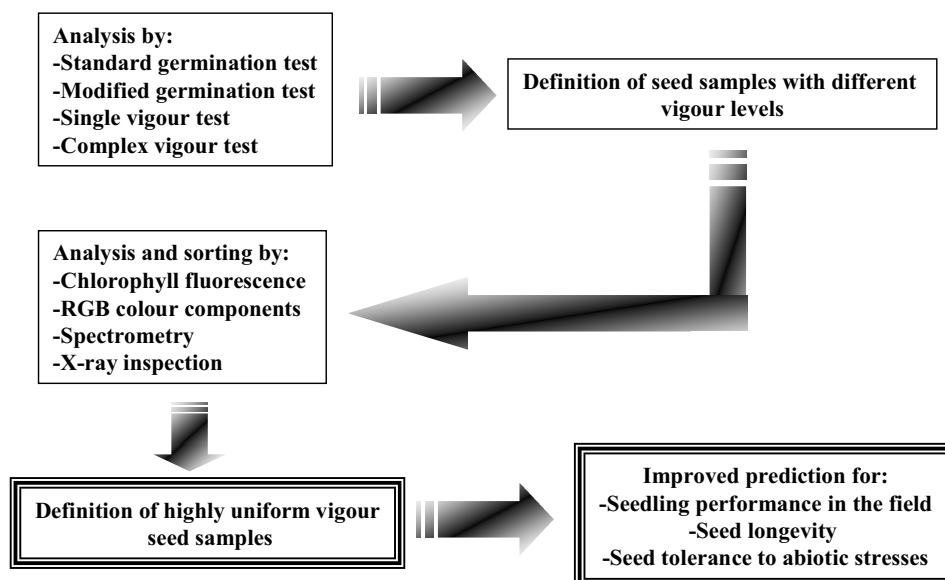 Analysis by:
-Standard germination test
-Modified germination test
-Single vigour test
-Complex vigour test
Definition of seed samples with different
vigour levels
Analysis and sorting by:
-Chlorophyll fluorescence
-RGB colour components
-Spectrometry
-X-ray inspection
Definition of highly uniform vigour
seed samples
Improved prediction for:
-Seedling performance in the field
-Seed longevity
-Seed tolerance to abiotic stresses